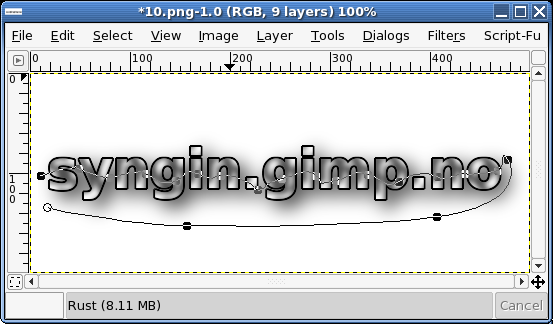 *10.png-1.0 (RGB, 9 layers) 100%
File Edit Select View Image Layer Tools Dialogs Filters Script-Fu
0 100 200 300 400
0
100
syngin.gimp.no
Rust (8.11 MB) Cancel